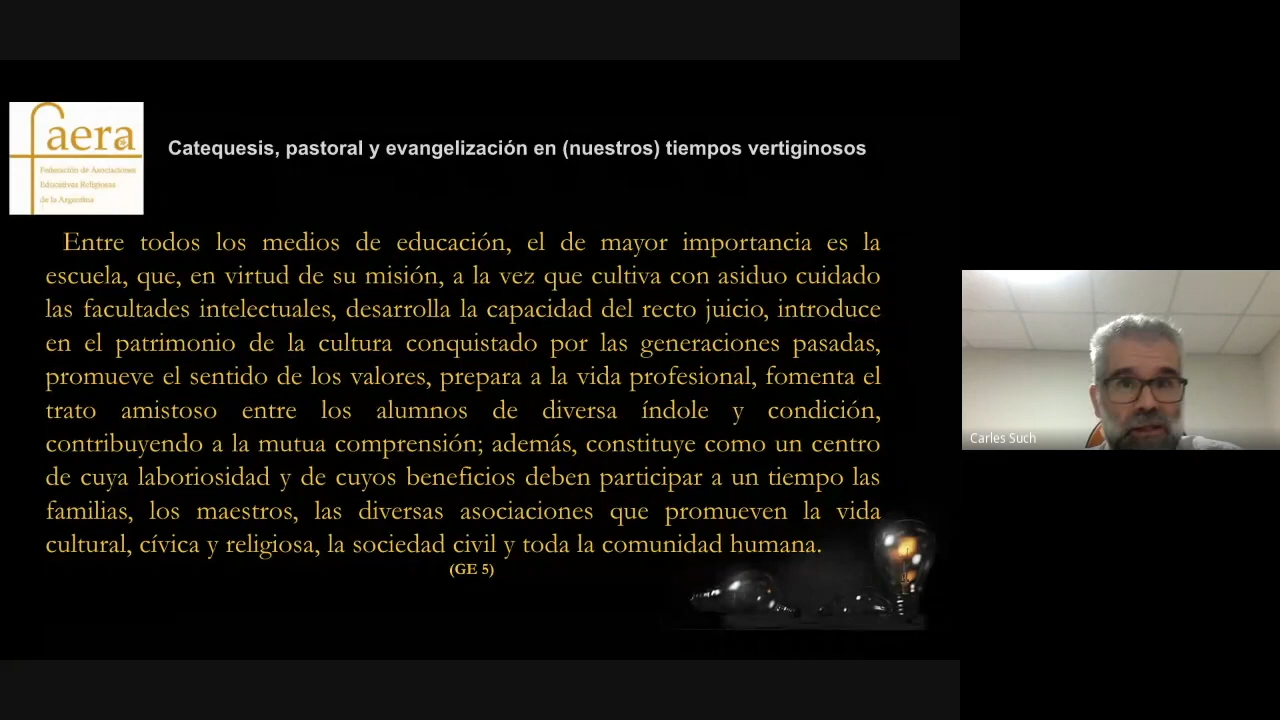 faera
Federación de Asociaciones
Educativas Religiosas
de la Argentina
Catequesis, pastoral y evangelización en (nuestros) tiempos vertiginosos
Entre todos los medios de educación, el de mayor importancia es la
escuela, que, en virtud de su misión, a la vez que cultiva con asiduo cuidado
las facultades intelectuales, desarrolla la capacidad del recto juicio, introduce
en el patrimonio de la cultura conquistado por las generaciones pasadas,
promueve el sentido de los valores, prepara a la vida profesional, fomenta el
trato amistoso entre los alumnos de diversa índole y condición,
contribuyendo a la mutua comprensión; además, constituye como un centro
de cuya laboriosidad y de cuyos beneficios deben participar a un tiempo las
familias, los maestros, las diversas asociaciones que promueven la vida
cultural, cívica y religiosa, la sociedad civil y toda la comunidad humana.
(GE 5)
Carles Such